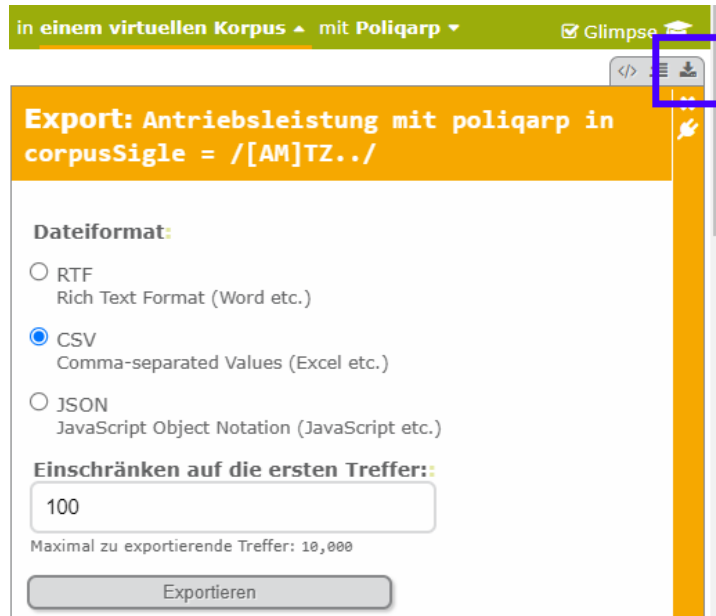 in einem virtuellen Korpus ▴ mit Poliqarp ▾ Glimpse
</>
Export: Antriebsleistung mit poliqarp in
corpusSigle = /[AM]TZ../
Dateiformat:
RTF
Rich Text Format (Word etc.)
CSV
Comma-separated Values (Excel etc.)
JSON
JavaScript Object Notation (JavaScript etc.)
Einschränken auf die ersten Treffer::
100
Maximal zu exportierende Treffer: 10,000
Exportieren